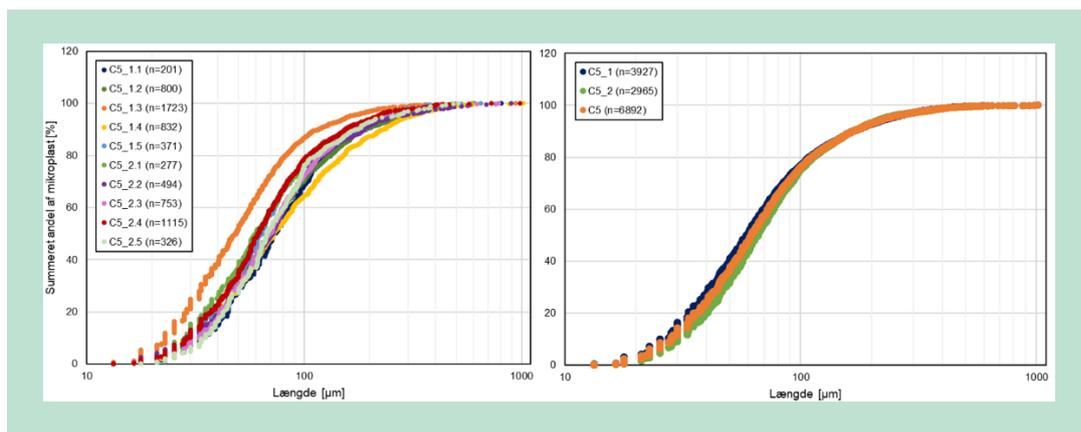 120
100
80
60
40
20
0
Summeret andel af mikroplast [%]
C5_1.1 (n=201)
C5_1.2 (n=800)
C5_1.3 (n=1723)
C5_1.4 (n=832)
C5_1.5 (n=371)
C5_2.1 (n=277)
C5_2.2 (n=494)
C5_2.3 (n=753)
C5_2.4 (n=1115)
C5_2.5 (n=326)
10 100 1000
Længde [µm]
120
100
80
60
40
20
0
C5_1 (n=3927)
C5_2 (n=2965)
C5 (n=6892)
10 100 1000
Længde [µm]